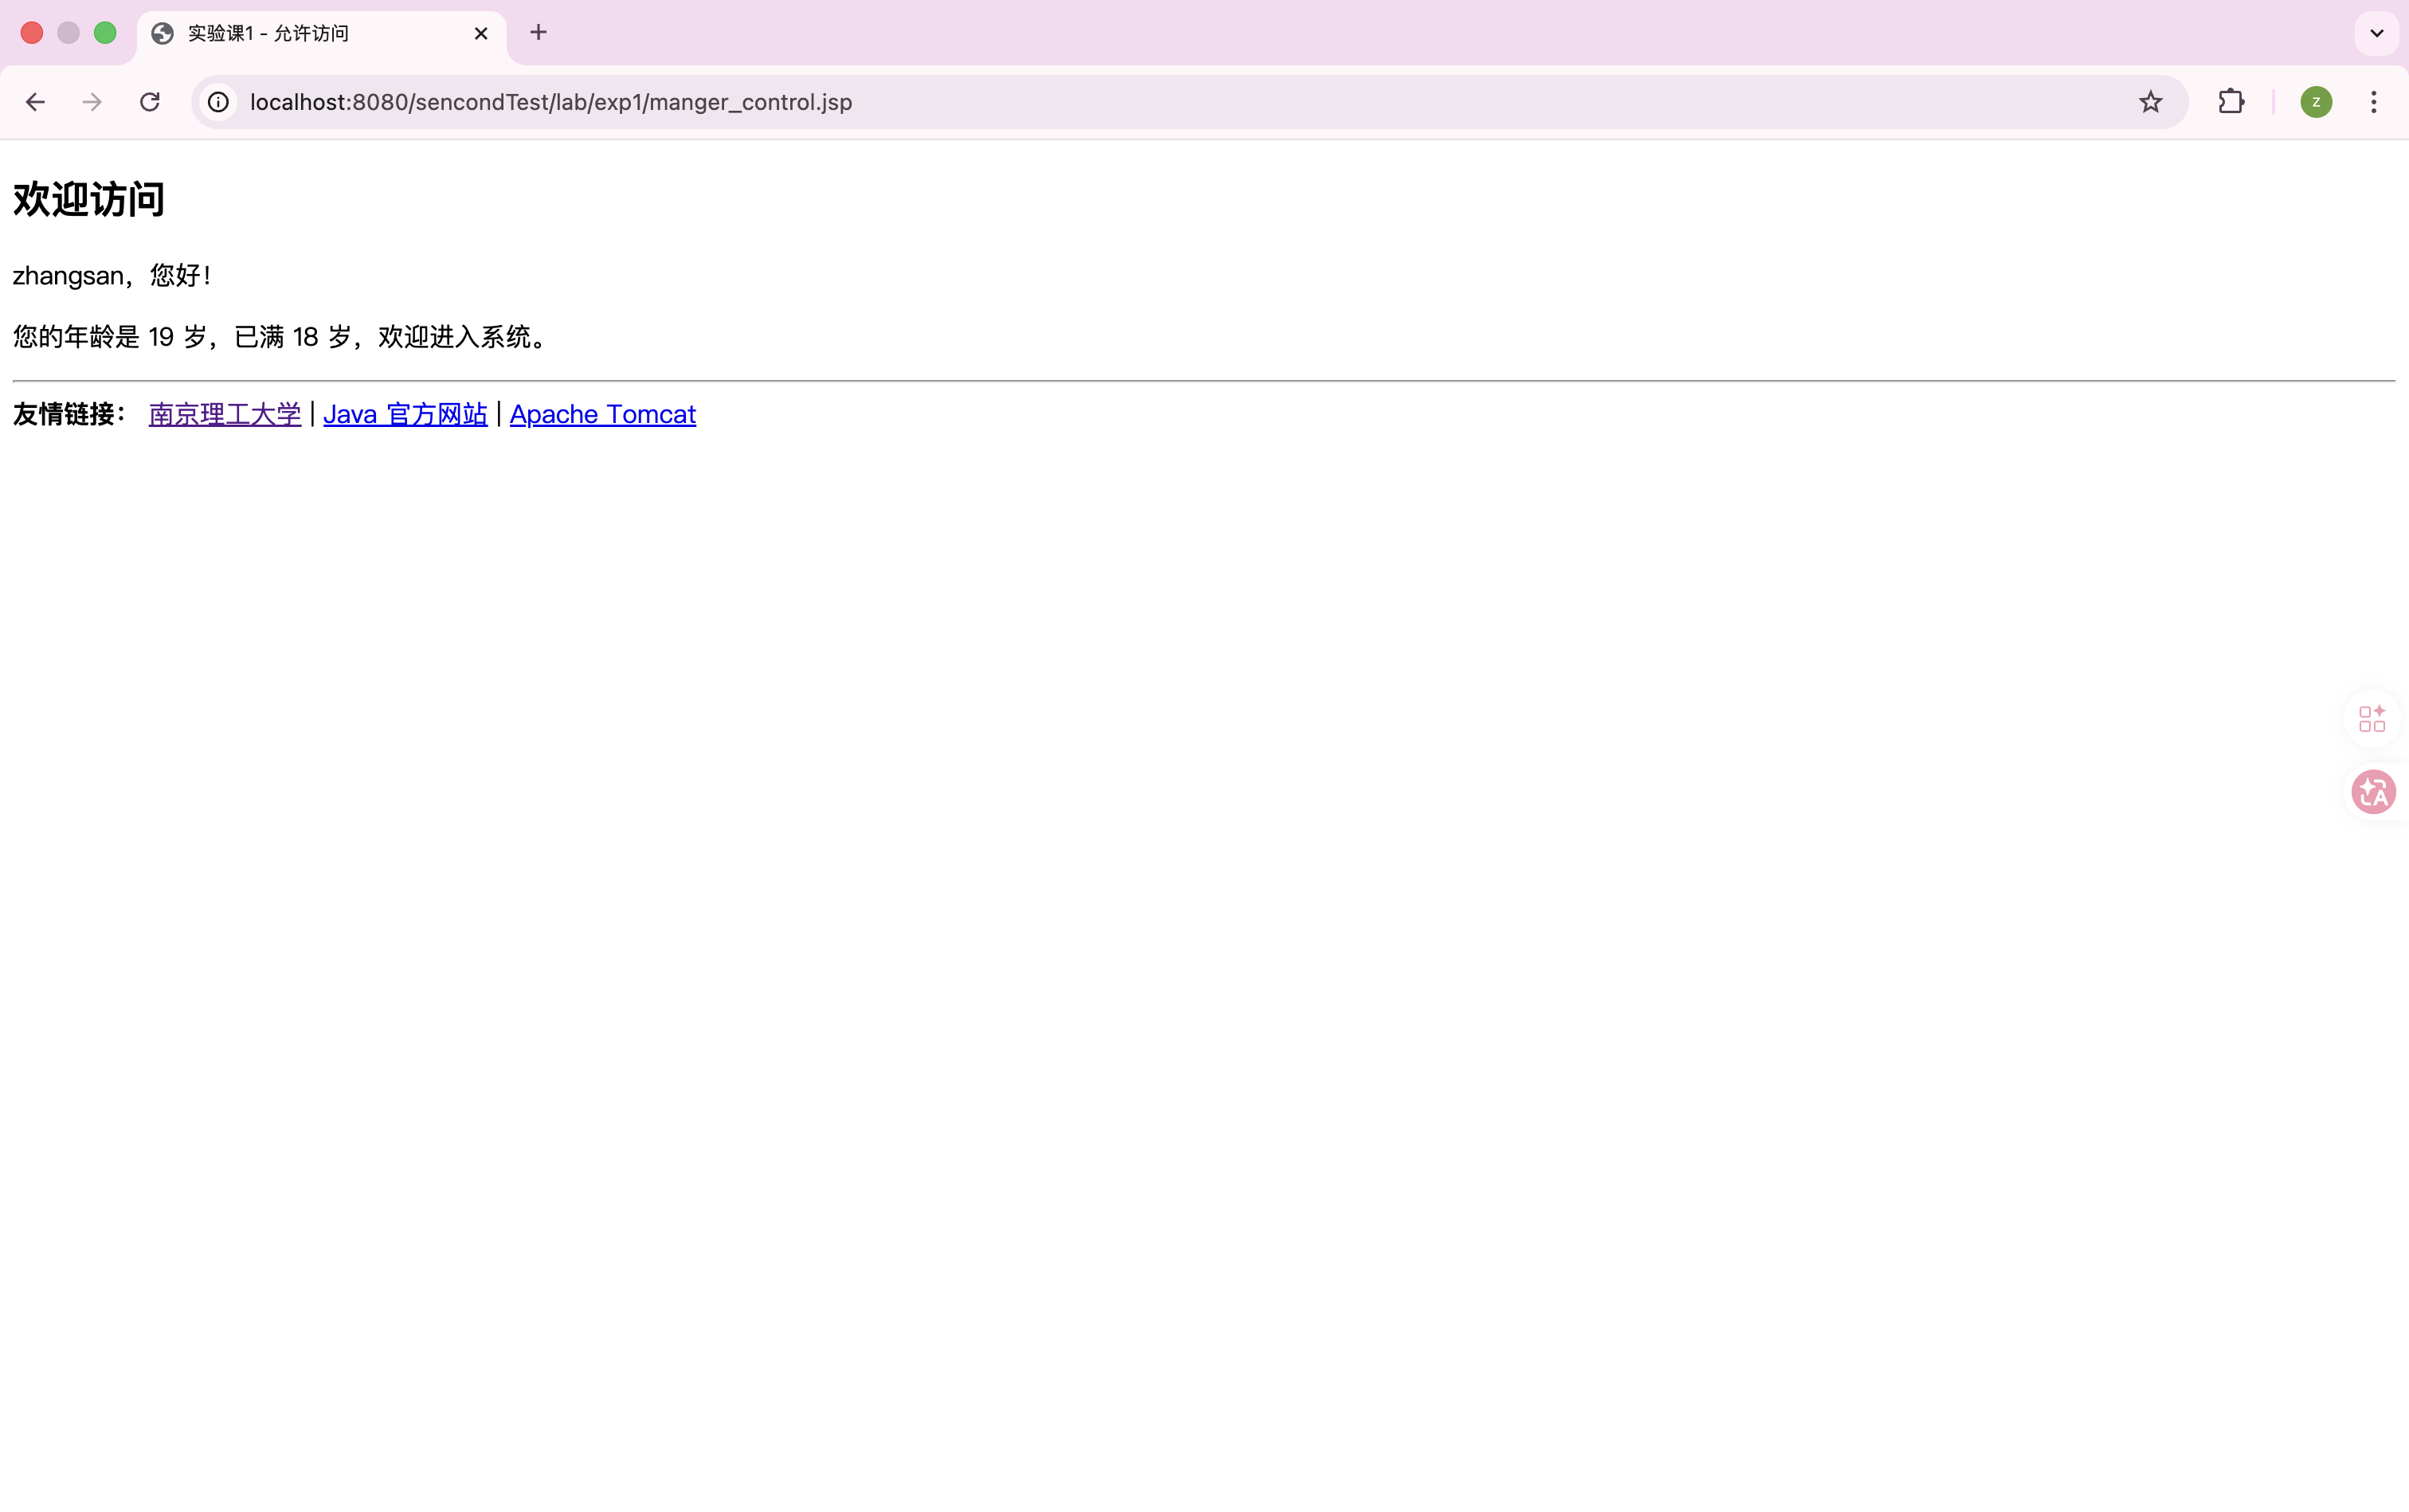 实验课1 - 允许访问
localhost:8080/sencondTest/lab/exp1/manger_control.jsp
z
欢迎访问
zhangsan，您好！
您的年龄是 19 岁，已满 18 岁，欢迎进入系统。
友情链接： 南京理工大学 | Java 官方网站 | Apache Tomcat